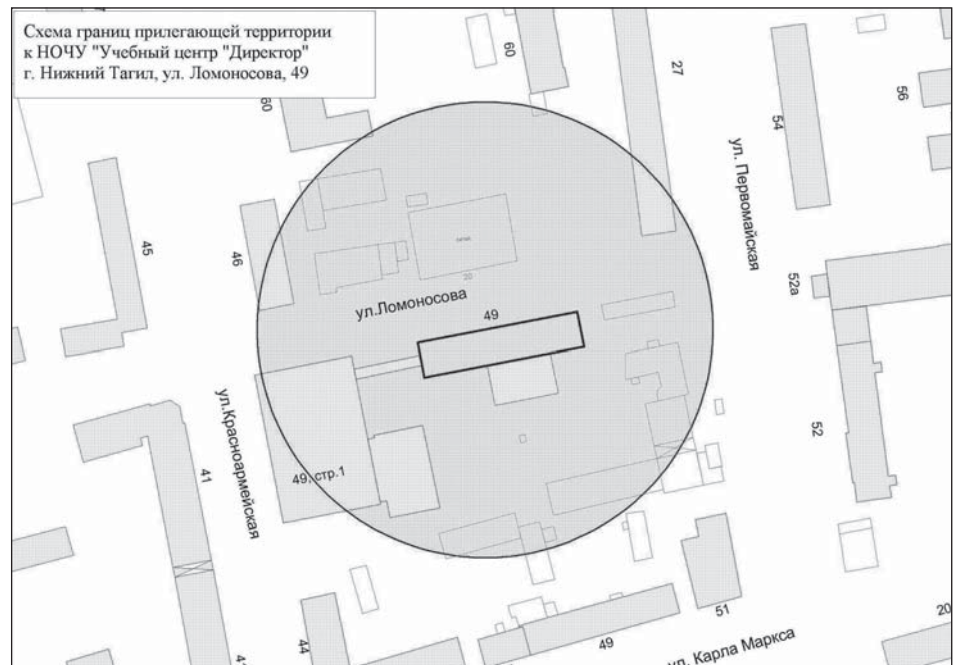 Схема границ прилегающей территории
к НОЧУ "Учебный центр "Директор"
г. Нижний Тагил, ул. Ломоносова, 49
60
60
27
54
56
ул. Первомайская
45
46
52а
20
ул.Ломоносова
49
ул.Красноармейская
41
49, стр.1
52
44
49
51
ул. Карла Маркса
20